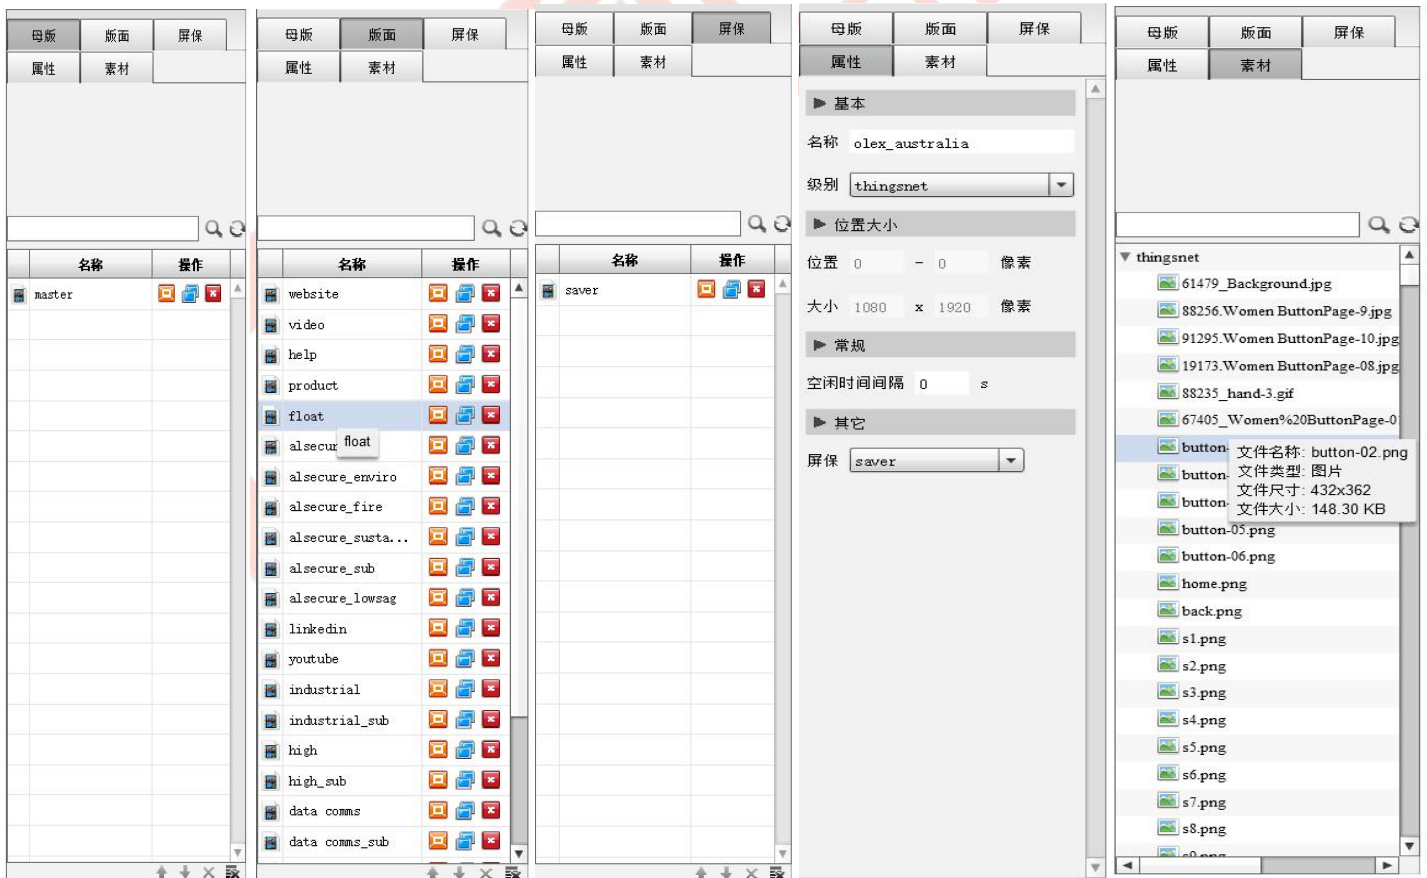 母版 版面 屏保
属性 素材
名称 操作
master
母版 版面 屏保
属性 素材
名称 操作
website
video
help
product
float
alsecur
float
alsecure_enviro
alsecure_fire
alsecure_susta...
alsecure_sub
alsecure_lowsag
linkedin
youtube
industrial
industrial_sub
high
high_sub
data comms
data comms_sub
母版 版面 屏保
属性 素材
名称 操作
saver
母版 版面 屏保
属性 素材
基本
名称 olex_australia
级别 thingsnet
位置大小
位置 0 - 0 像素
大小 1080 x 1920 像素
常规
空闲时间间隔 0 s
其它
屏保 saver
母版 版面 屏保
属性 素材
thingsnet
61479_Background.jpg
88256.Women ButtonPage-9.jpg
91295.Women ButtonPage-10.jpg
19173.Women ButtonPage-08.jpg
88235_hand-3.gif
67405_Women%20ButtonPage-0
button-
文件名称: button-02.png
button-
文件类型: 图片
button-
文件尺寸: 432x362
文件大小: 148.30 KB
button-05.png
button-06.png
home.png
back.png
s1.png
s2.png
s3.png
s4.png
s5.png
s6.png
s7.png
s8.png